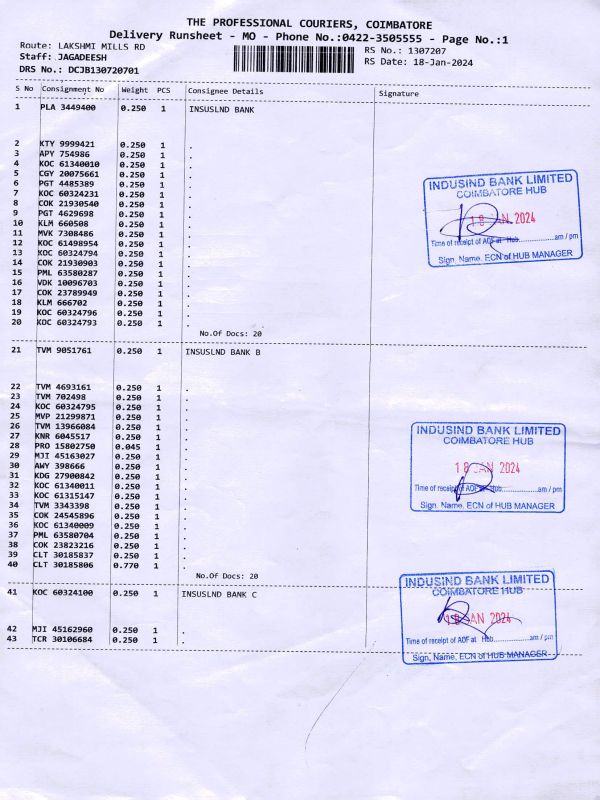 THE PROFESSIONAL COURIERS, COIMBATORE
Delivery Runsheet - MO - Phone No.:0422-3505555 - Page No.:1
Route: LAKSHMI MILLS RD
Staff: JAGADEESH
DRS No.: DCJB130720701
RS No.: 1307207
RS Date: 18-Jan-2024
S No Consignment No Weight PCS Consignee Details Signature
1 PLA 3449400 0.250 1 INSUSLND BANK
2 KTY 9999421 0.250 1 .
3 APY 754986 0.250 1 .
4 KOC 61340010 0.250 1 .
5 CGY 20075661 0.250 1 .
6 PGT 4485389 0.250 1 .
7 KOC 60324231 0.250 1 .
8 COK 21930540 0.250 1 .
9 PGT 4629698 0.250 1 .
10 KLM 660508 0.250 1 .
11 MVK 7308486 0.250 1 .
12 KOC 61498954 0.250 1 .
13 KOC 60324794 0.250 1 .
14 COK 21930903 0.250 1 .
15 PML 63580287 0.250 1 .
16 VDK 10096703 0.250 1 .
17 COK 23789949 0.250 1 .
18 KLM 666702 0.250 1 .
19 KOC 60324796 0.250 1 .
20 KOC 60324793 0.250 1 .
No.Of Docs: 20
INDUSIND BANK LIMITED
COIMBATORE HUB
18 JAN 2024
Time of receipt of AOF at Hub..................am / pm
Sign, Name, ECN of HUB MANAGER
21 TVM 9051761 0.250 1 INSUSLND BANK B
22 TVM 4693161 0.250 1 .
23 TVM 702498 0.250 1 .
24 KOC 60324795 0.250 1 .
25 MVP 21299871 0.250 1 .
26 TVM 13966084 0.250 1 .
27 KNR 6045517 0.250 1 .
28 PRO 15802750 0.045 1 .
29 MJI 45163027 0.250 1 .
30 AWY 398666 0.250 1 .
31 KDG 27900842 0.250 1 .
32 KOC 61340011 0.250 1 .
33 KOC 61315147 0.250 1 .
34 TVM 3343398 0.250 1 .
35 COK 24545896 0.250 1 .
36 KOC 61340009 0.250 1 .
37 PML 63580704 0.250 1 .
38 COK 23823216 0.250 1 .
39 CLT 30185837 0.250 1 .
40 CLT 30185806 0.770 1 .
No.Of Docs: 20
INDUSIND BANK LIMITED
COIMBATORE HUB
18 JAN 2024
Time of receipt of AOF at Hub..................am / pm
Sign, Name, ECN of HUB MANAGER
41 KOC 60324100 0.250 1 INSUSLND BANK C
42 MJI 45162960 0.250 1 .
43 TCR 30106684 0.250 1 .
INDUSIND BANK LIMITED
COIMBATORE HUB
18 JAN 2024
Time of receipt of AOF at Hub..................am / pm
Sign, Name, ECN of HUB MANAGER